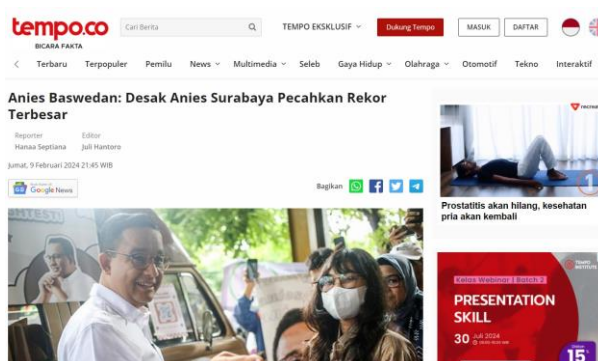 tempo.co
BICARA FAKTA
Cari Berita
TEMPO EKSKLUSIF
Dukung Tempo
MASUK
DAFTAR
Terbaru Terpopuler Pemilu News Multimedia Seleb Gaya Hidup Olahraga Otomotif Tekno Interaktif
Anies Baswedan: Desak Anies Surabaya Pecahkan Rekor
Terbesar
Reporter Editor
Hanaa Septiana Juli Hantoro
Jumat, 9 Februari 2024 21:45 WIB
Google News
Bagikan
Prostatitis akan hilang, kesehatan
pria akan kembali
Kelas Webinar | Batch 2
TEMPO
INSTITUTE
PRESENTATION
SKILL
30 Juli 2024
15